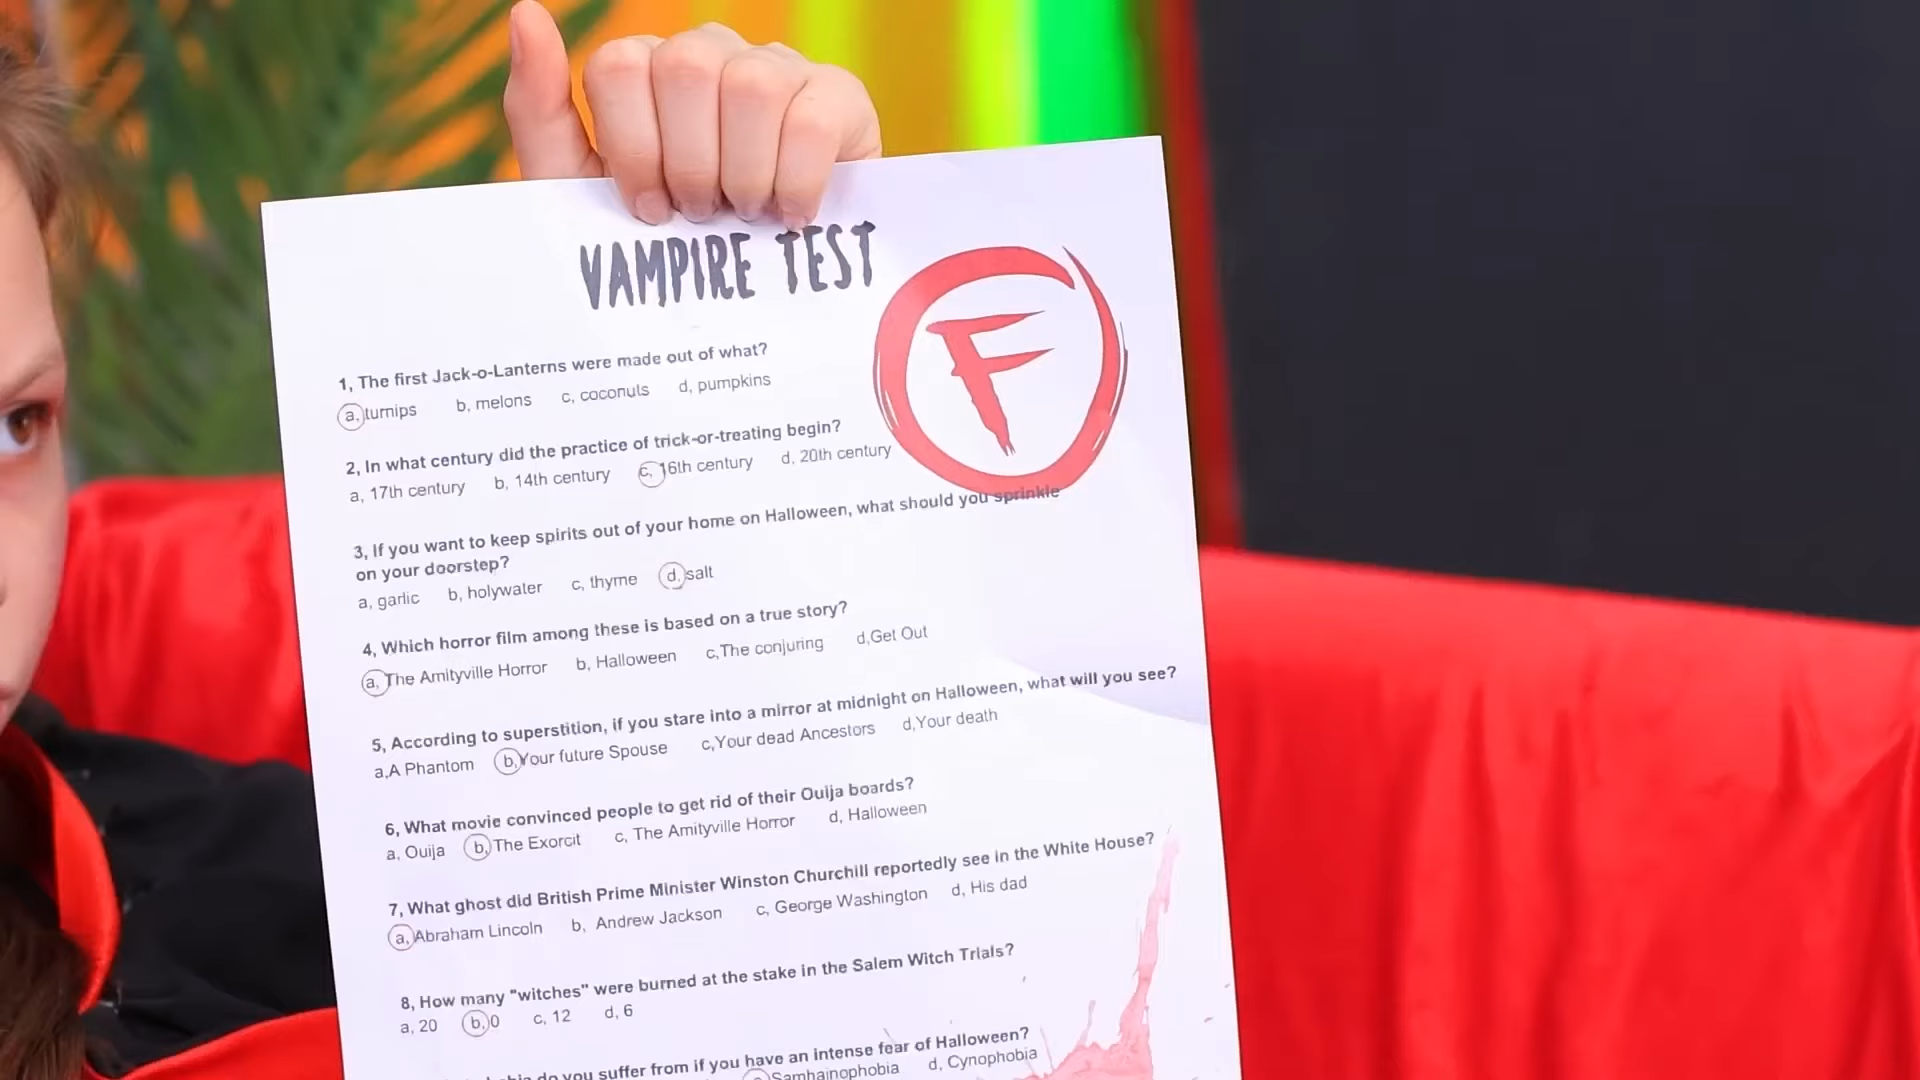 VAMPIRE TEST
F
1, The first Jack-o-Lanterns were made out of what?
a, turnips b, melons c, coconuts d, pumpkins
2, In what century did the practice of trick-or-treating begin?
a, 17th century b, 14th century c, 16th century d, 20th century
3, If you want to keep spirits out of your home on Halloween, what should you sprinkle
on your doorstep?
a, garlic b, holywater c, thyme d, salt
4, Which horror film among these is based on a true story?
a, The Amityville Horror b, Halloween c,The conjuring d,Get Out
5, According to superstition, if you stare into a mirror at midnight on Halloween, what will you see?
a,A Phantom b,Your future Spouse c,Your dead Ancestors d,Your death
6, What movie convinced people to get rid of their Ouija boards?
a, Ouija b, The Exorcit c, The Amityville Horror d, Halloween
7, What ghost did British Prime Minister Winston Churchill reportedly see in the White House?
a, Abraham Lincoln b, Andrew Jackson c, George Washington d, His dad
8, How many "witches" were burned at the stake in the Salem Witch Trials?
a, 20 b,0 c, 12 d, 6
do you suffer from if you have an intense fear of Halloween?
Samhainophobia d, Cynophobia